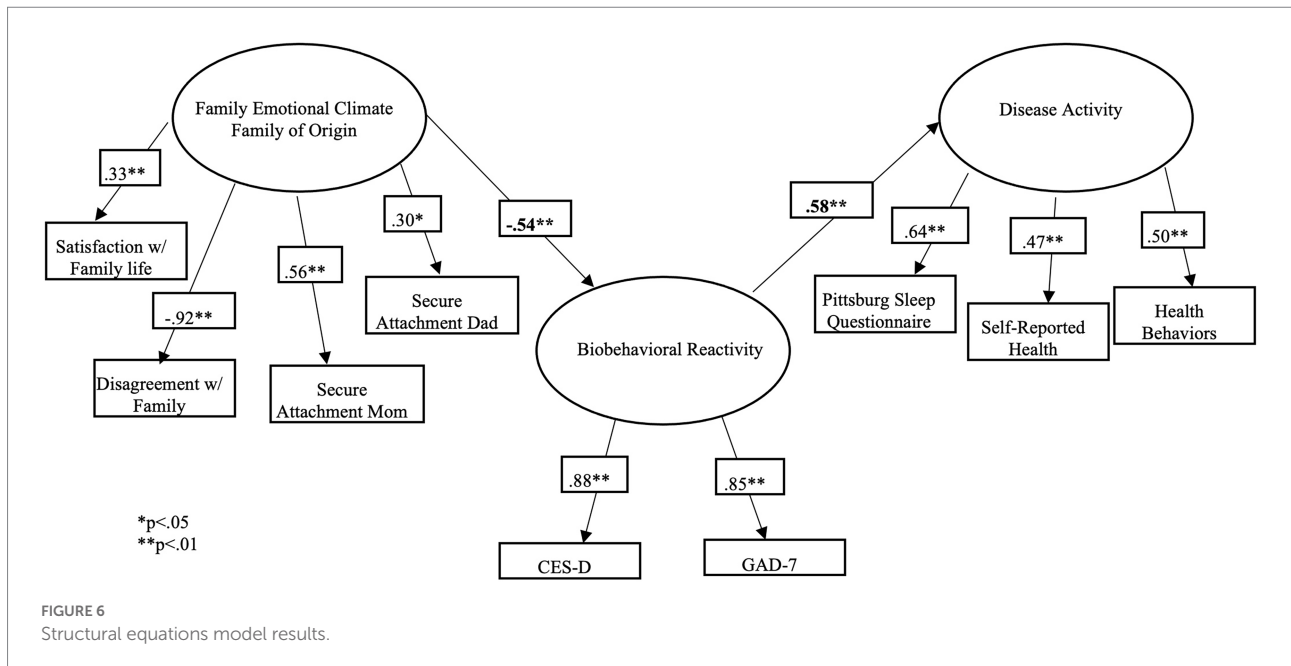 Family Emotional Climate
Family of Origin
Disease Activity
.33**
.30*
-.54**
.58**
.64**
.47**
.50**
Satisfaction w/
Family life
.56**
-.92**
Secure
Attachment Dad
Pittsburg Sleep
Questionnaire
Self-Reported
Health
Health
Behaviors
Biobehavioral Reactivity
Disagreement w/
Family
Secure
Attachment Mom
.88**
.85**
*p<.05
**p<.01
CES-D
GAD-7
FIGURE 6
Structural equations model results.